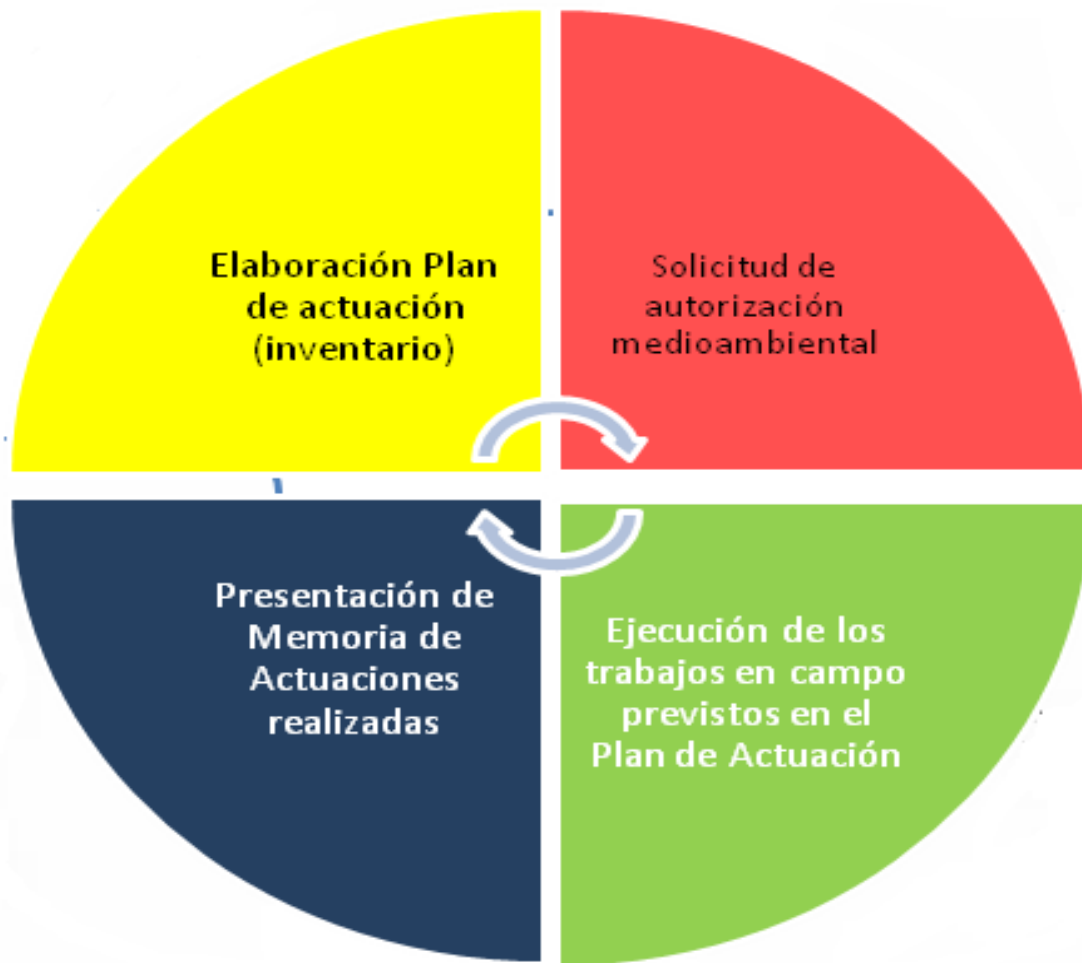 Elaboración Plan
de actuación
(inventario)
Solicitud de
autorización
medioambiental
Presentación de
Memoria de
Actuaciones
realizadas
Ejecución de los
trabajos en campo
previstos en el
Plan de Actuación